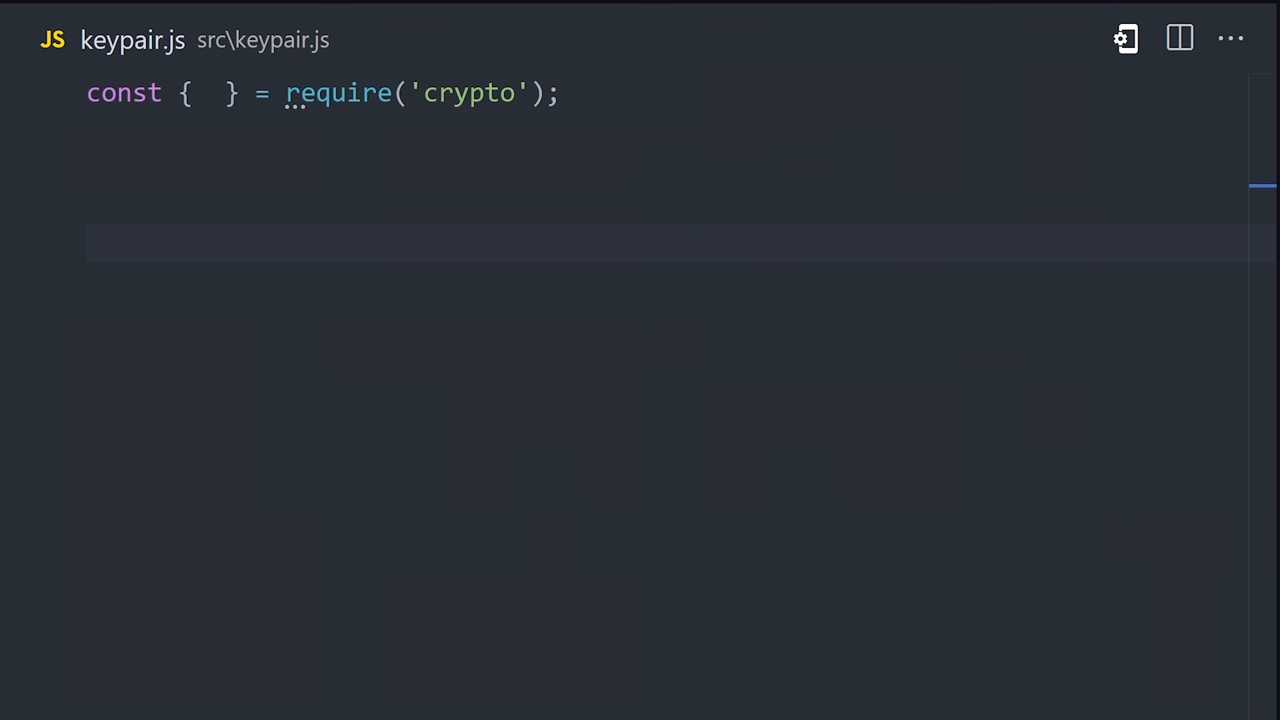 JS keypair.js src\keypair.js
const {  } = require('crypto');